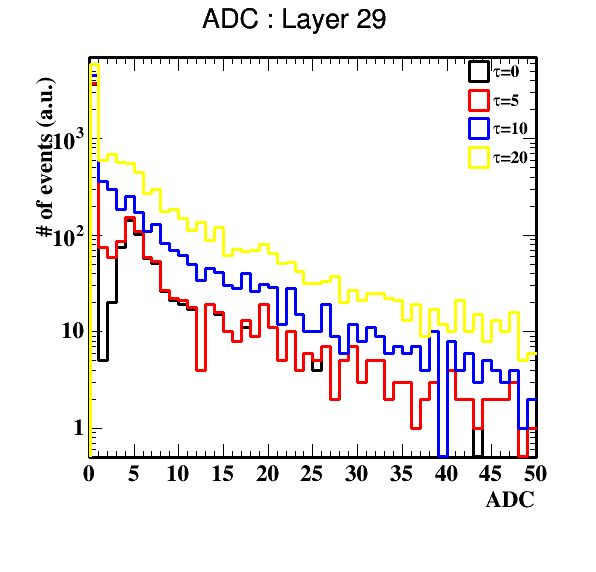 ADC : Layer 29
# of events (a.u.)
τ=0
τ=5
τ=10
τ=20
10³
10²
10
1
0 5 10 15 20 25 30 35 40 45 50
ADC